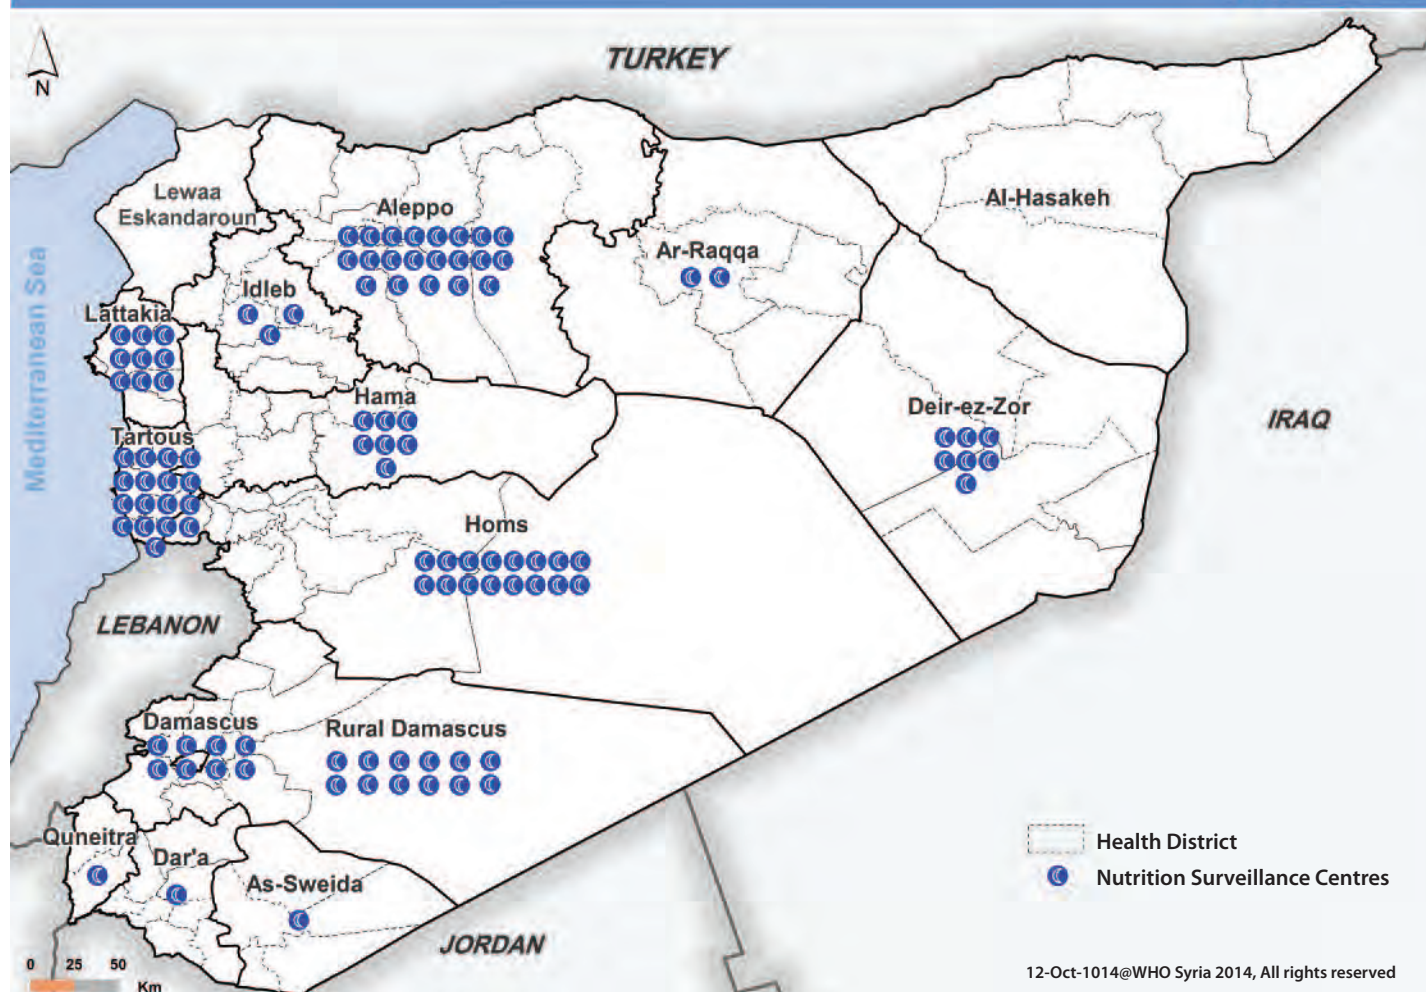 TURKEY
N
Lewaa
Eskandaroun
Aleppo
Al-Hasakeh
Ar-Raqqa
Idleb
Mediterranean Sea
Lattakia
Hama
Deir-ez-Zor
IRAQ
Tartous
Homs
LEBANON
Damascus
Rural Damascus
Quneitra
Dar'a
As-Sweida
Health District
Nutrition Surveillance Centres
JORDAN
0 25 50
Km
12-Oct-1014@WHO Syria 2014, All rights reserved